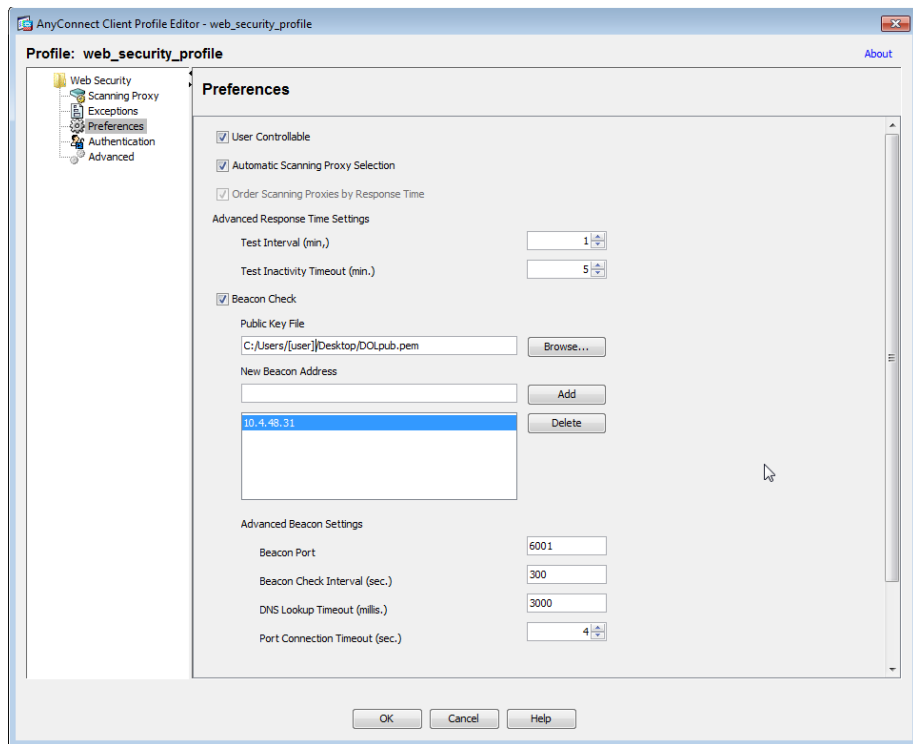 AnyConnect Client Profile Editor - web_security_profile
Profile: web_security_profile
About
Web Security
Scanning Proxy
Exceptions
Preferences
Authentication
Advanced
Preferences
User Controllable
Automatic Scanning Proxy Selection
Order Scanning Proxies by Response Time
Advanced Response Time Settings
Test Interval (min,) 1
Test Inactivity Timeout (min.) 5
Beacon Check
Public Key File
C:/Users/[user]/Desktop/DOLpub.pem Browse...
New Beacon Address
Add
10.4.48.31 Delete
Advanced Beacon Settings
Beacon Port 6001
Beacon Check Interval (sec.) 300
DNS Lookup Timeout (millis.) 3000
Port Connection Timeout (sec.) 4
OK Cancel Help